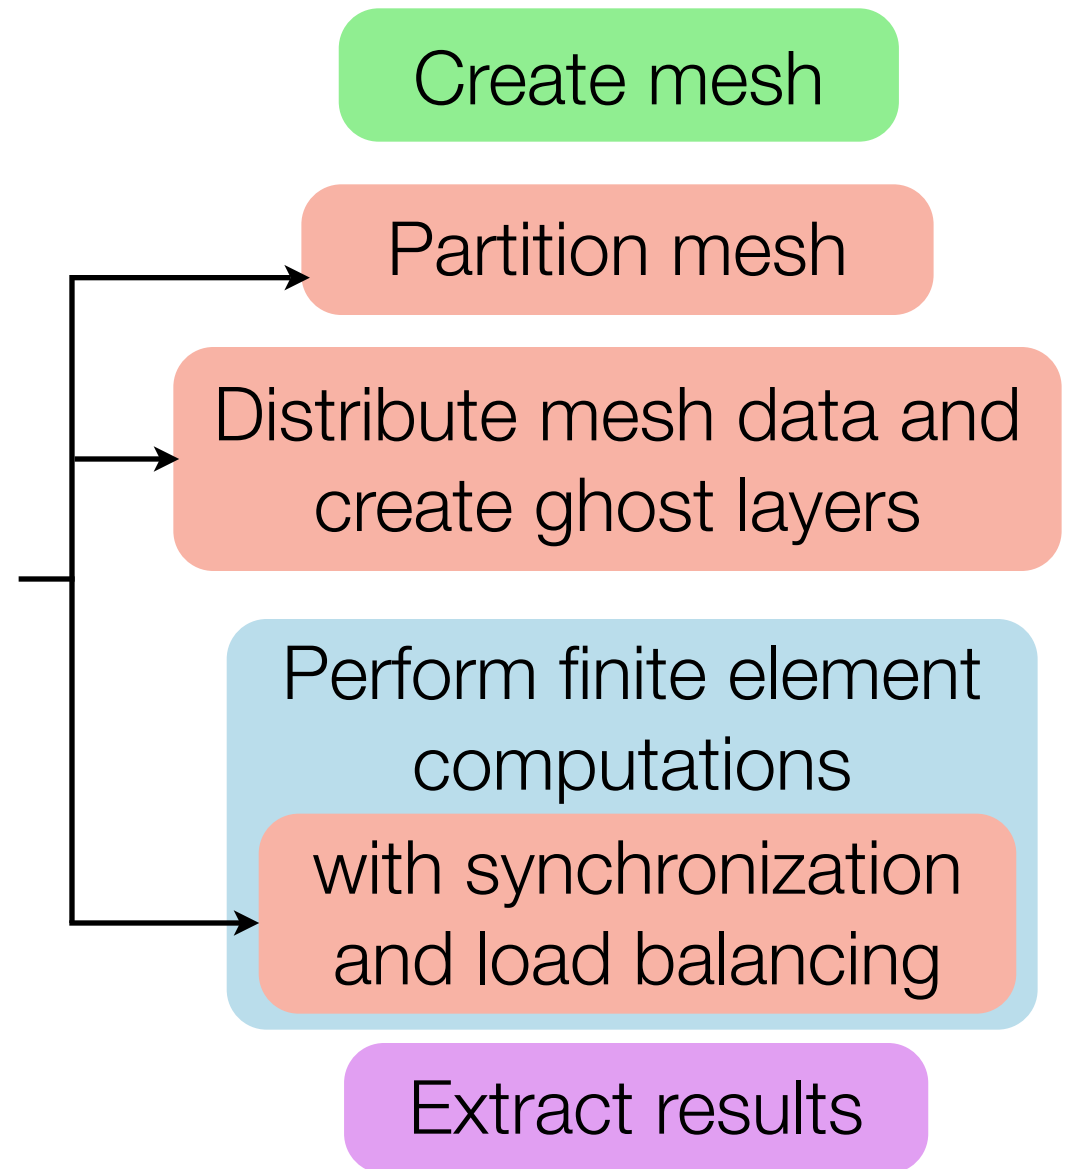 Create mesh
Partition mesh
Distribute mesh data and
create ghost layers
Perform finite element
computations
with synchronization
and load balancing
Extract results